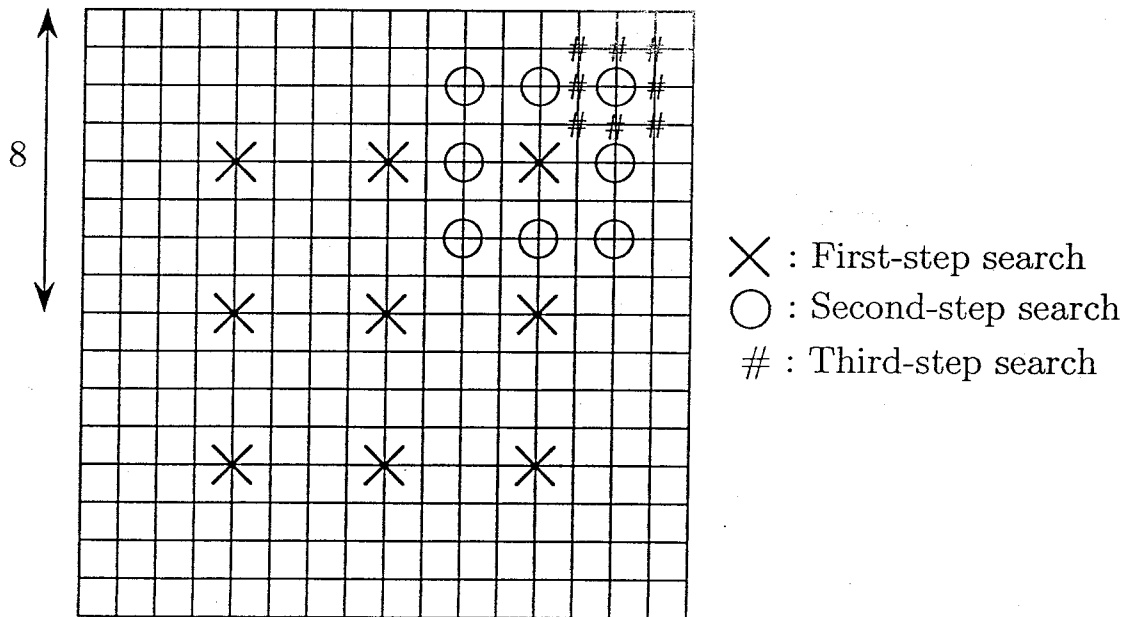 8
× : First-step search
○ : Second-step search
# : Third-step search
# # #
# #
# # #